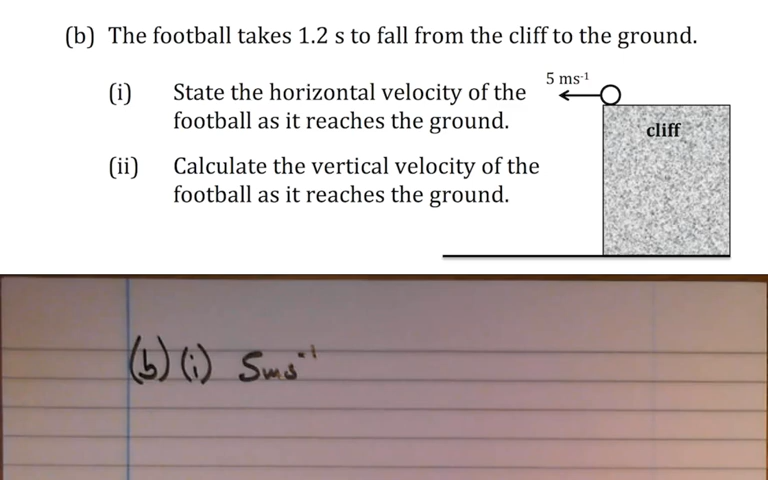 (b) The football takes 1.2 s to fall from the cliff to the ground.
(i) State the horizontal velocity of the
football as it reaches the ground.
(ii) Calculate the vertical velocity of the
football as it reaches the ground.
5 ms⁻¹
cliff
(b) (i) 5ms⁻¹